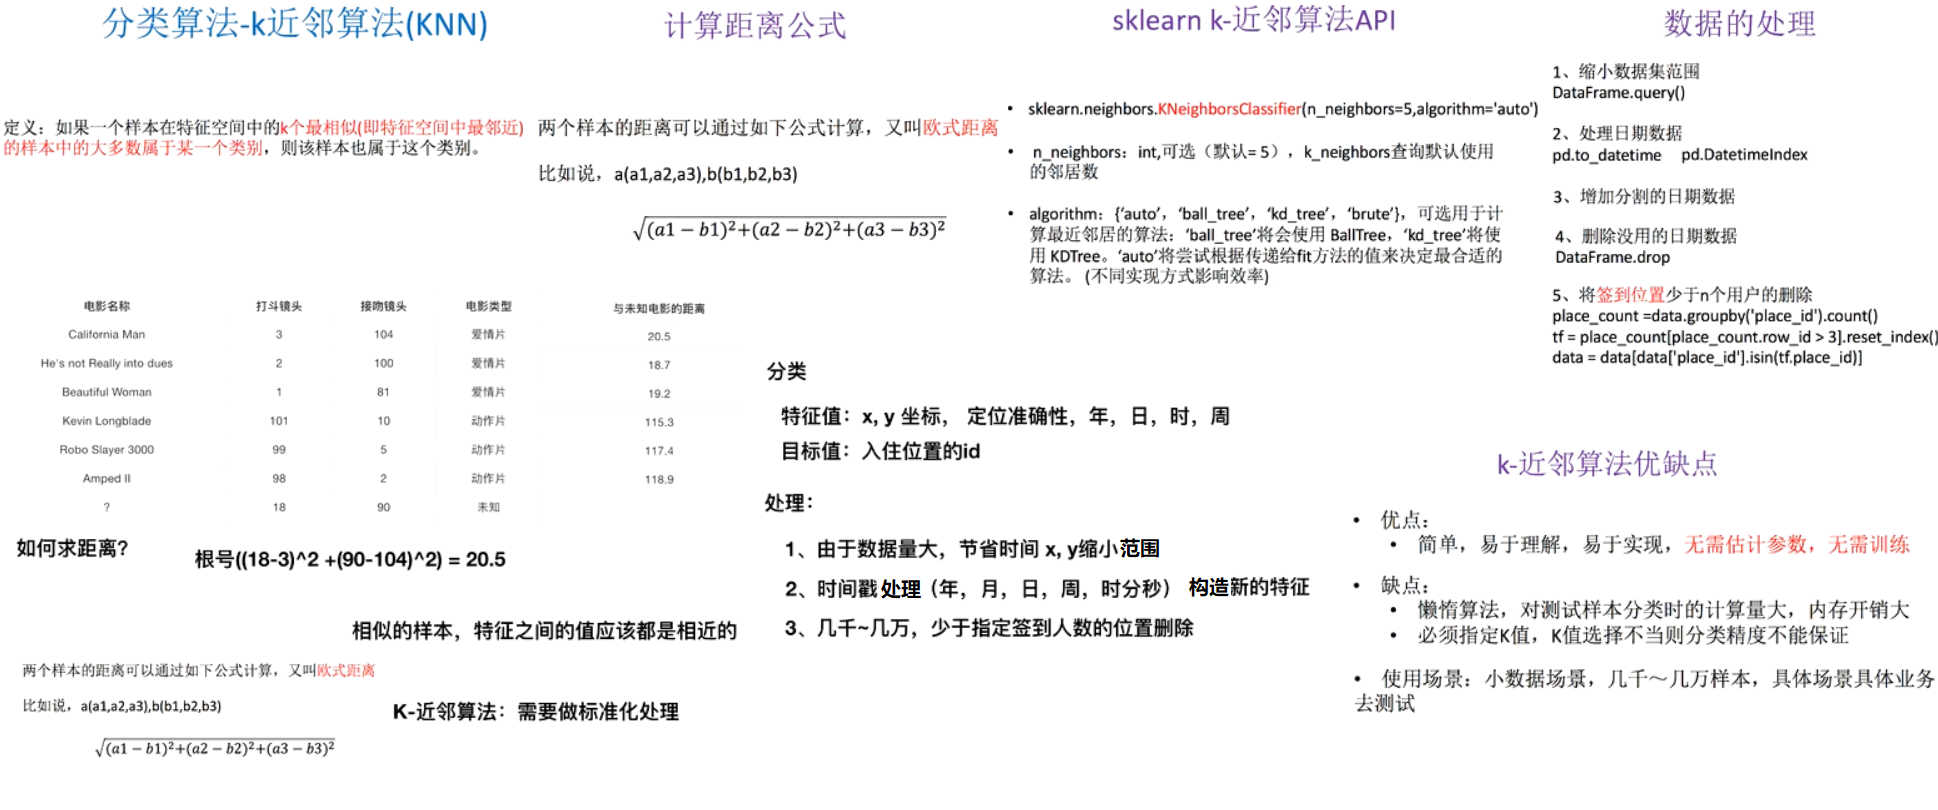 分类算法-k近邻算法(KNN)
定义：如果一个样本在特征空间中的k个最相似(即特征空间中最邻近)
的样本中的大多数属于某一个类别，则该样本也属于这个类别。
计算距离公式
两个样本的距离可以通过如下公式计算，又叫欧式距离
比如说，a(a1,a2,a3),b(b1,b2,b3)
√(a1 − b1)²+(a2 − b2)²+(a3 − b3)²
电影名称 打斗镜头 接吻镜头 电影类型 与未知电影的距离
California Man 3 104 爱情片 20.5
He's not Really into dues 2 100 爱情片 18.7
Beautiful Woman 1 81 爱情片 19.2
Kevin Longblade 101 10 动作片 115.3
Robo Slayer 3000 99 5 动作片 117.4
Amped II 98 2 动作片 118.9
? 18 90 未知
如何求距离？
根号((18-3)^2 +(90-104)^2) = 20.5
相似的样本，特征之间的值应该都是相近的
两个样本的距离可以通过如下公式计算，又叫欧式距离
比如说，a(a1,a2,a3),b(b1,b2,b3)
√(a1 − b1)²+(a2 − b2)²+(a3 − b3)²
K-近邻算法：需要做标准化处理
分类
特征值：x, y 坐标， 定位准确性，年，日，时，周
目标值：入住位置的id
处理：
1、由于数据量大，节省时间 x, y缩小范围
2、时间戳处理（年，月，日，周，时分秒） 构造新的特征
3、几千~几万，少于指定签到人数的位置删除
sklearn k-近邻算法API
• sklearn.neighbors.KNeighborsClassifier(n_neighbors=5,algorithm='auto')
• n_neighbors：int,可选（默认= 5），k_neighbors查询默认使用
的邻居数
• algorithm：{‘auto’，‘ball_tree’，‘kd_tree’，‘brute’}，可选用于计
算最近邻居的算法：‘ball_tree’将会使用 BallTree，‘kd_tree’将使
用 KDTree。‘auto’将尝试根据传递给fit方法的值来决定最合适的
算法。 (不同实现方式影响效率)
数据的处理
1、缩小数据集范围
DataFrame.query()
2、处理日期数据
pd.to_datetime pd.DatetimeIndex
3、增加分割的日期数据
4、删除没用的日期数据
DataFrame.drop
5、将签到位置少于n个用户的删除
place_count =data.groupby('place_id').count()
tf = place_count[place_count.row_id > 3].reset_index()
data = data[data['place_id'].isin(tf.place_id)]
k-近邻算法优缺点
• 优点：
• 简单，易于理解，易于实现，无需估计参数，无需训练
• 缺点：
• 懒惰算法，对测试样本分类时的计算量大，内存开销大
• 必须指定K值，K值选择不当则分类精度不能保证
• 使用场景：小数据场景，几千～几万样本，具体场景具体业务
去测试